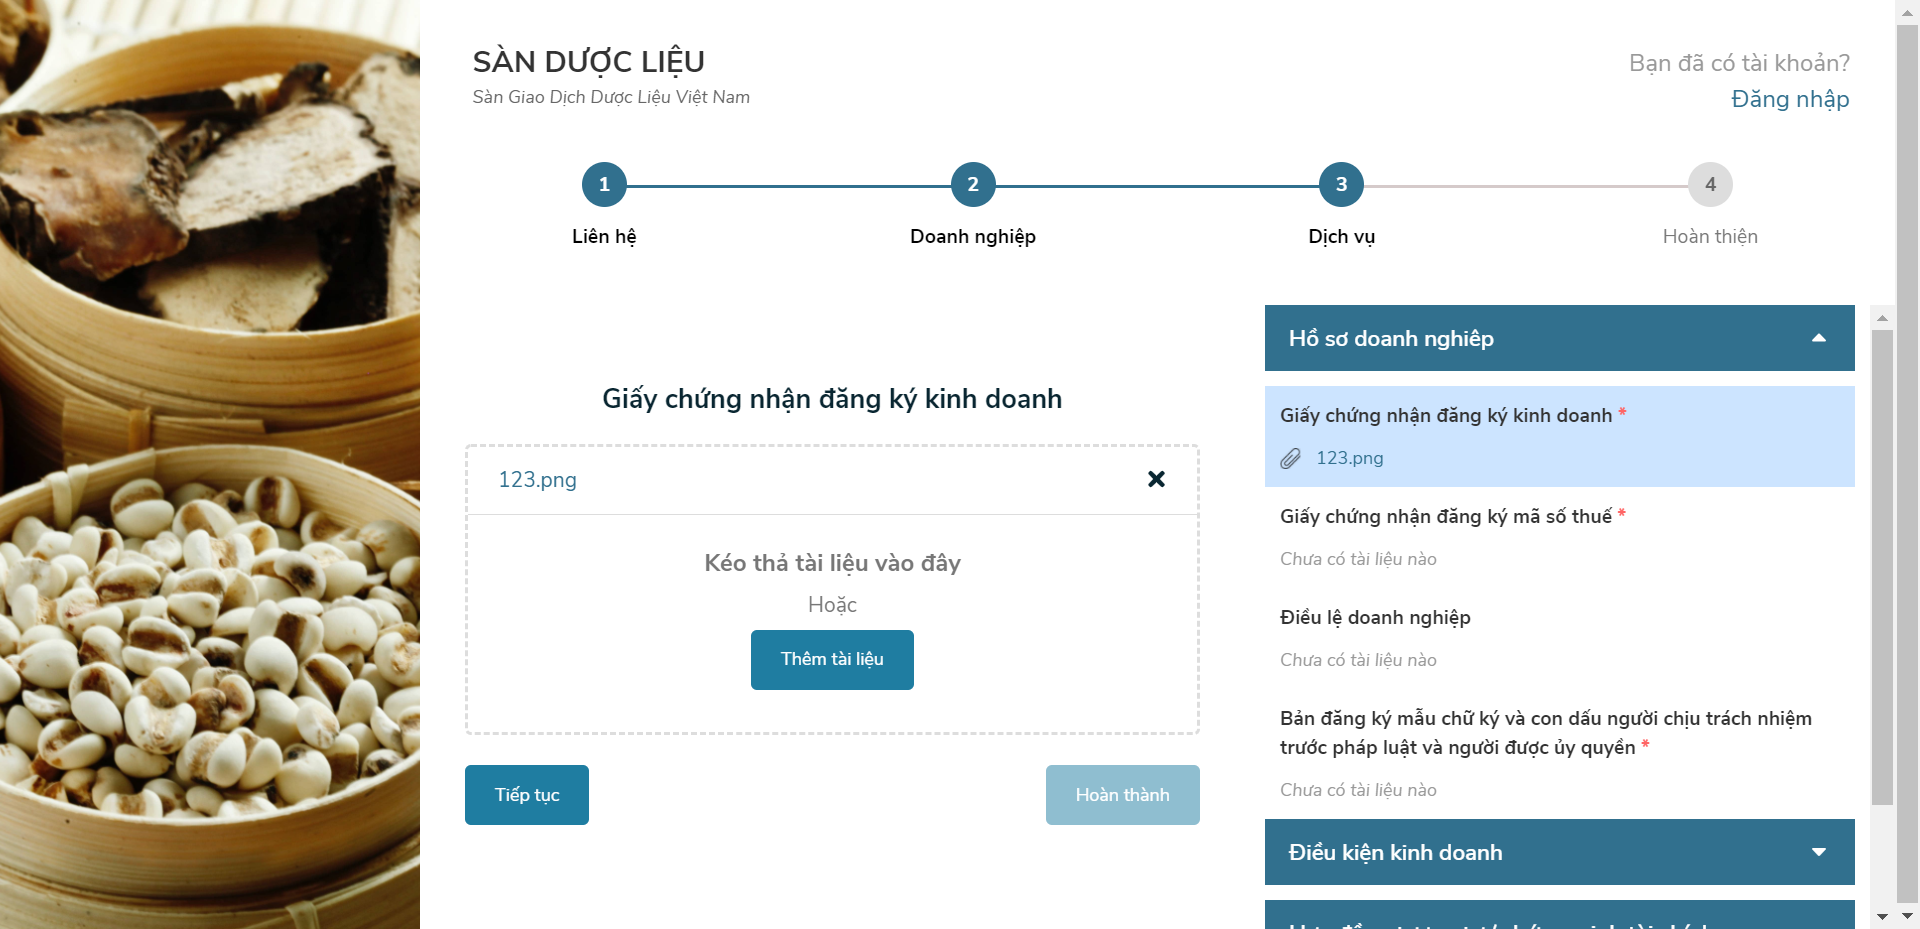 SÀN DƯỢC LIỆU
Sàn Giao Dịch Dược Liệu Việt Nam
Bạn đã có tài khoản?
Đăng nhập
1
2
3
4
Liên hệ
Doanh nghiệp
Dịch vụ
Hoàn thiện
Giấy chứng nhận đăng ký kinh doanh
123.png
Kéo thả tài liệu vào đây
Hoặc
Thêm tài liệu
Tiếp tục
Hoàn thành
Hồ sơ doanh nghiêp
Giấy chứng nhận đăng ký kinh doanh *
123.png
Giấy chứng nhận đăng ký mã số thuế *
Chưa có tài liệu nào
Điều lệ doanh nghiệp
Chưa có tài liệu nào
Bản đăng ký mẫu chữ ký và con dấu người chịu trách nhiệm
trước pháp luật và người được ủy quyền *
Chưa có tài liệu nào
Điều kiện kinh doanh